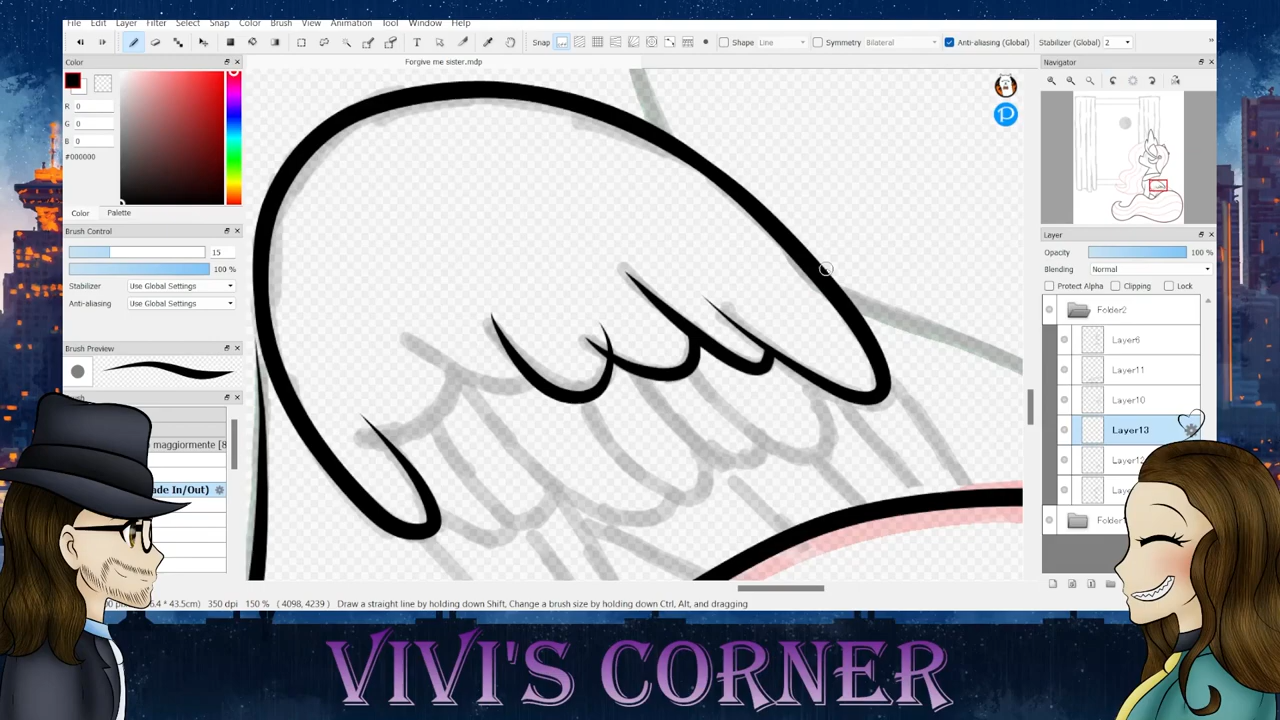 File Edit Layer Filter Select Snap Color Brush View Animation Tool Window Help
Snap Shape Line Symmetry Bilateral Anti-aliasing (Global) Stabilizer (Global) 2
Color
Forgive me sister.mdp
Navigator
R 0
G 0
B 0
#000000
Color Palette
Brush Control
15
100 %
Stabilizer Use Global Settings
Anti-aliasing Use Global Settings
Brush Preview
maggiormente [8
ade In/Out)
Layer
Opacity 100 %
Blending Normal
Protect Alpha Clipping Lock
Folder2
Layer6
Layer11
Layer10
Layer13
350 dpi 150 % ( 4098, 4239 ) Draw a straight line by holding down Shift, Change a brush size by holding down Ctrl, Alt, and dragging
VIVI'S CORNER